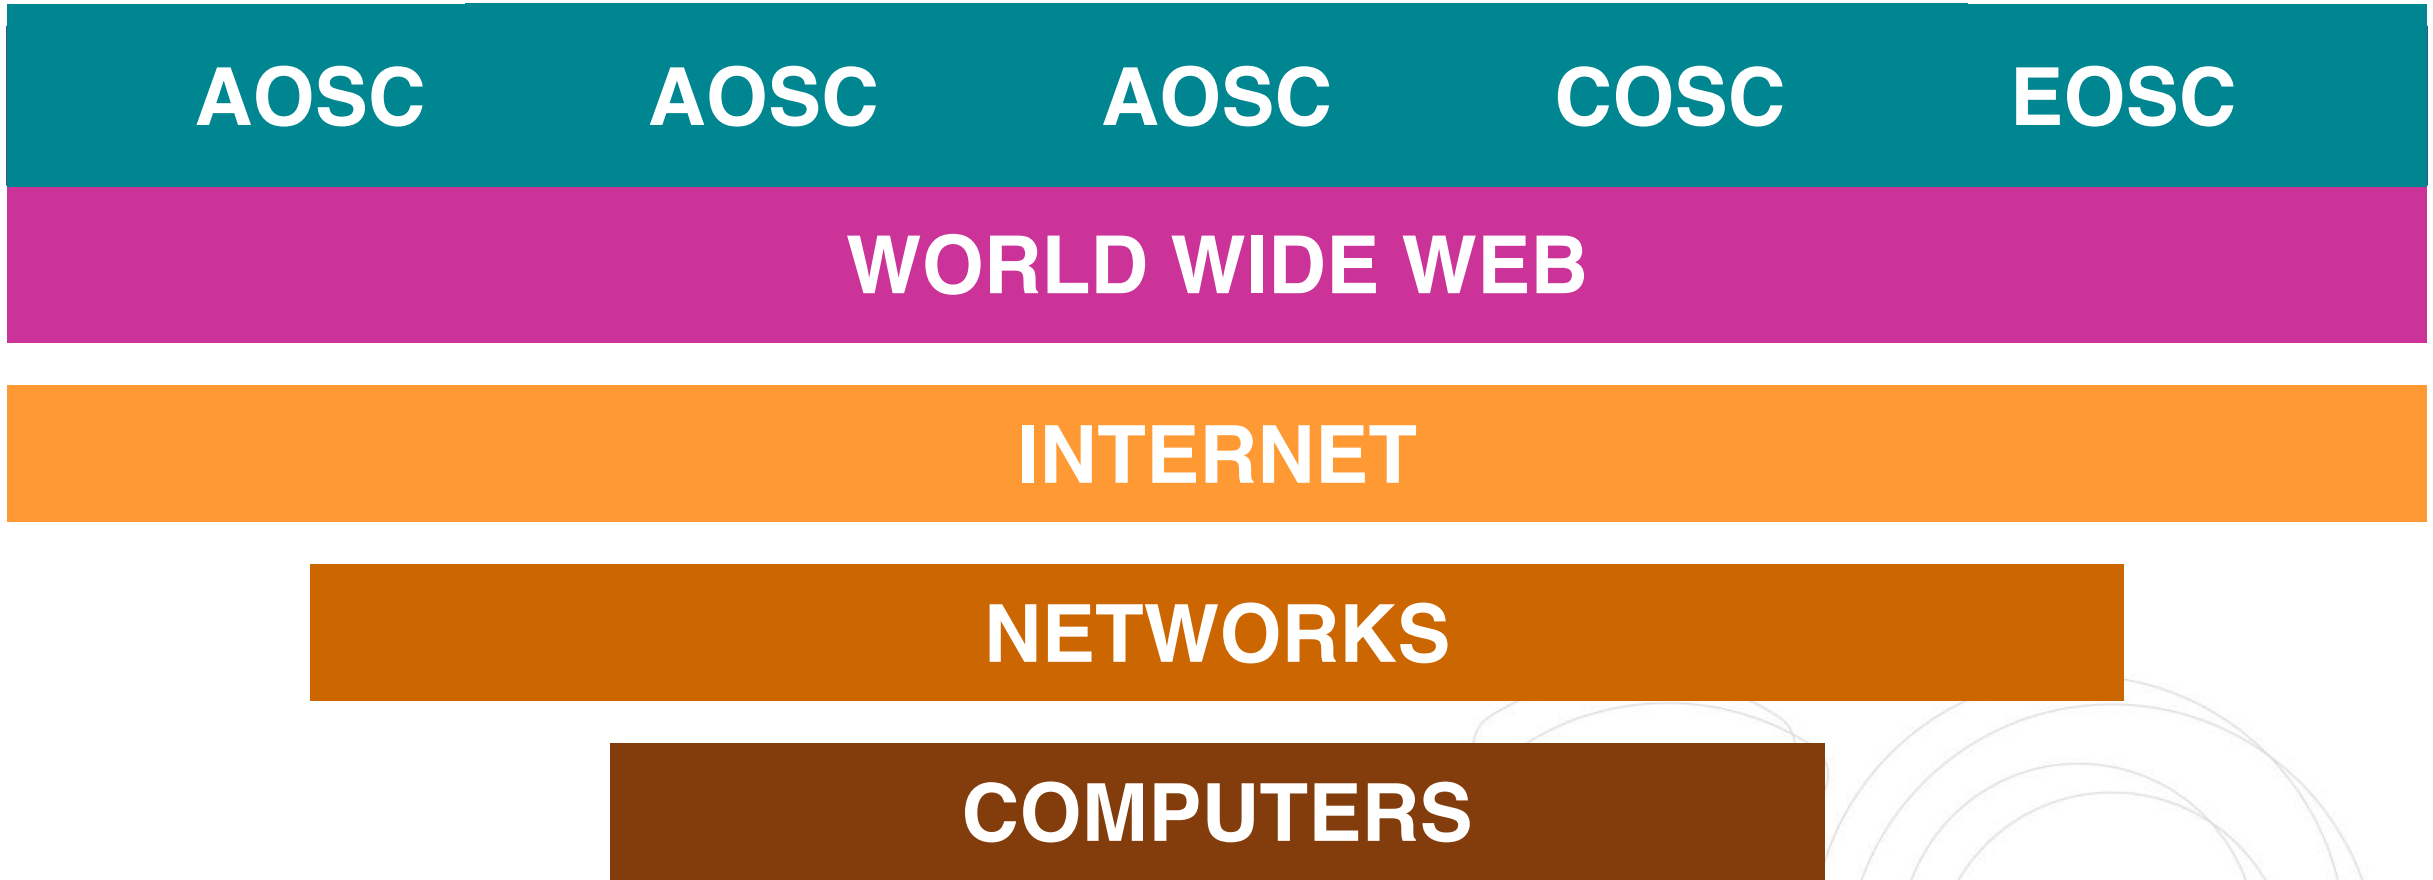 AOSC AOSC AOSC COSC EOSC
WORLD WIDE WEB
INTERNET
NETWORKS
COMPUTERS